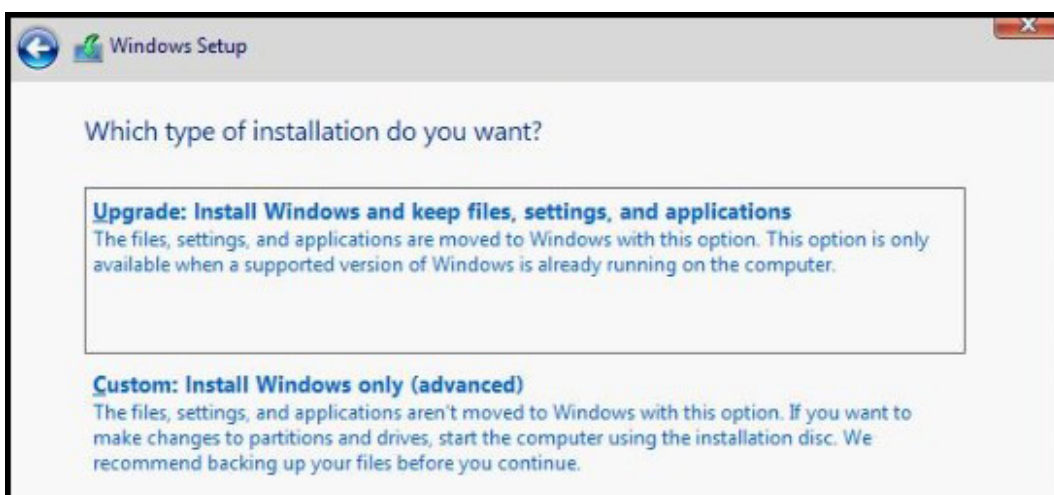 Windows Setup
Which type of installation do you want?
Upgrade: Install Windows and keep files, settings, and applications
The files, settings, and applications are moved to Windows with this option. This option is only
available when a supported version of Windows is already running on the computer.
Custom: Install Windows only (advanced)
The files, settings, and applications aren't moved to Windows with this option. If you want to
make changes to partitions and drives, start the computer using the installation disc. We
recommend backing up your files before you continue.